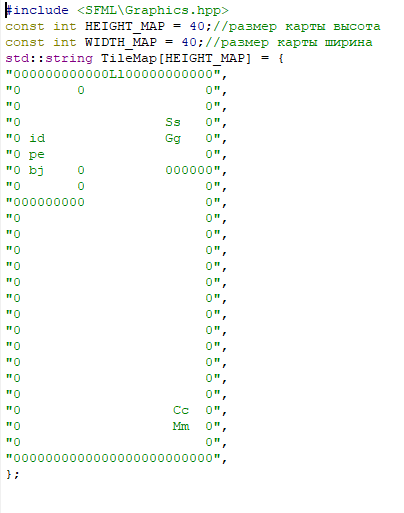 #include <SFML\Graphics.hpp>
const int HEIGHT_MAP = 40;//размер карты высота
const int WIDTH_MAP = 40;//размер карты ширина
std::string TileMap[HEIGHT_MAP] = {
"000000000000Ll00000000000",
"0       0               0",
"0                       0",
"0                  Ss   0",
"0 id               Gg   0",
"0 pe                    0",
"0 bj    0          000000",
"0       0               0",
"000000000               0",
"0                       0",
"0                       0",
"0                       0",
"0                       0",
"0                       0",
"0                       0",
"0                       0",
"0                       0",
"0                       0",
"0                       0",
"0                       0",
"0                       0",
"0                   Cc  0",
"0                   Mm  0",
"0                       0",
"0000000000000000000000000",
};